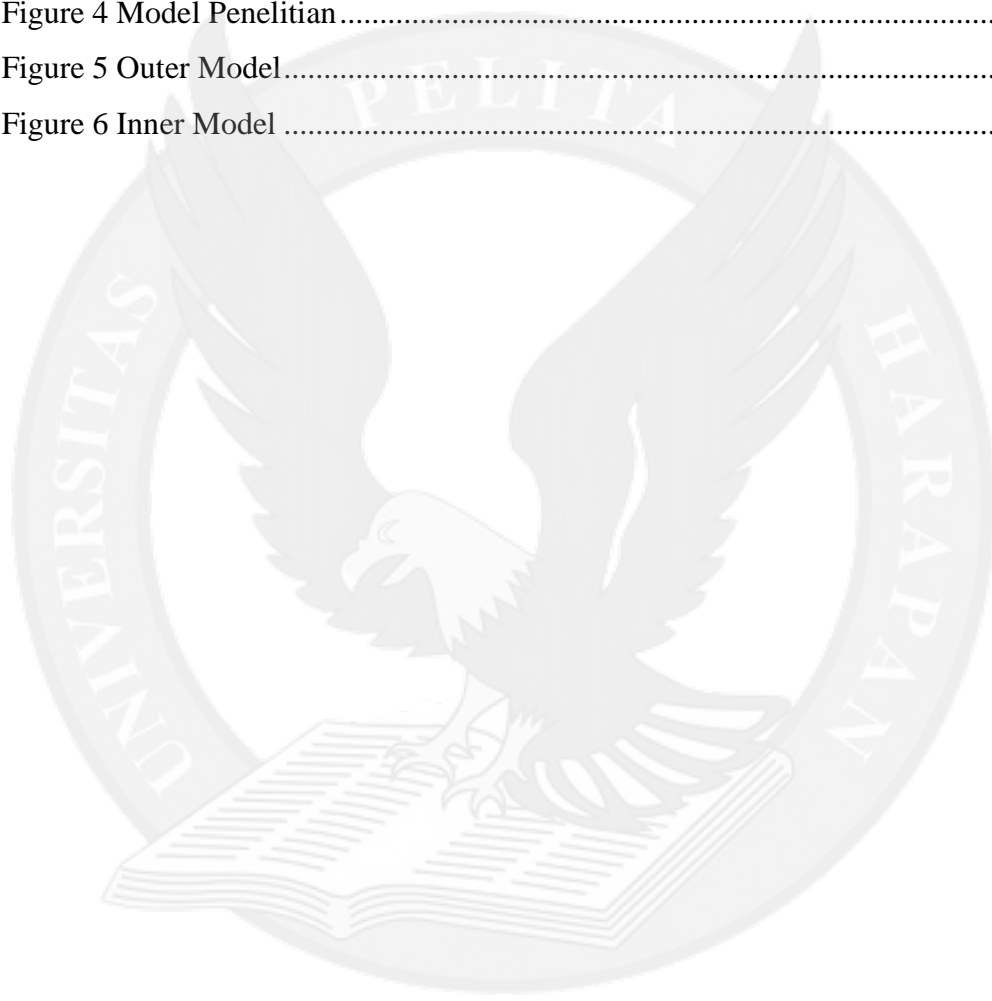 Figure 4 Model Penelitian........................................................................................
Figure 5 Outer Model...............................................................................................
Figure 6 Inner Model ...............................................................................................
UNIVERSITAS PELITA HARAPAN